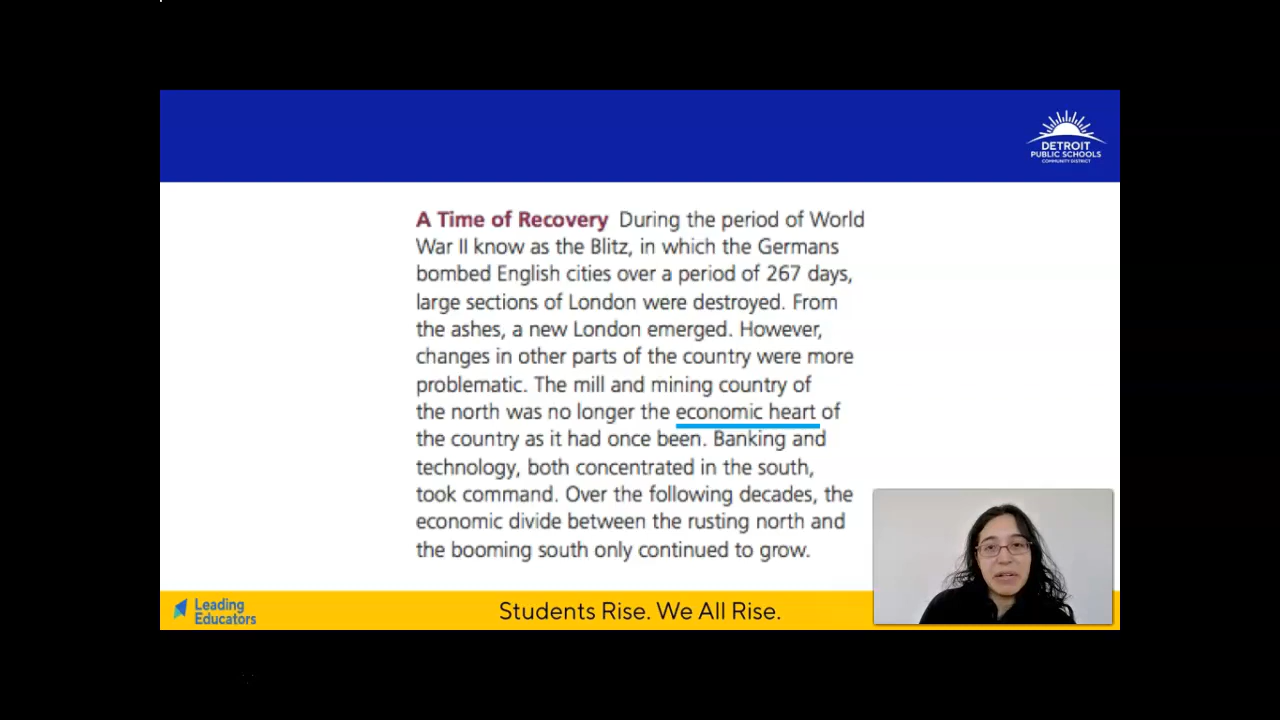 DETROIT
PUBLIC SCHOOLS
COMMUNITY DISTRICT
A Time of Recovery During the period of World
War II know as the Blitz, in which the Germans
bombed English cities over a period of 267 days,
large sections of London were destroyed. From
the ashes, a new London emerged. However,
changes in other parts of the country were more
problematic. The mill and mining country of
the north was no longer the economic heart of
the country as it had once been. Banking and
technology, both concentrated in the south,
took command. Over the following decades, the
economic divide between the rusting north and
the booming south only continued to grow.
Leading
Educators
Students Rise. We All Rise.